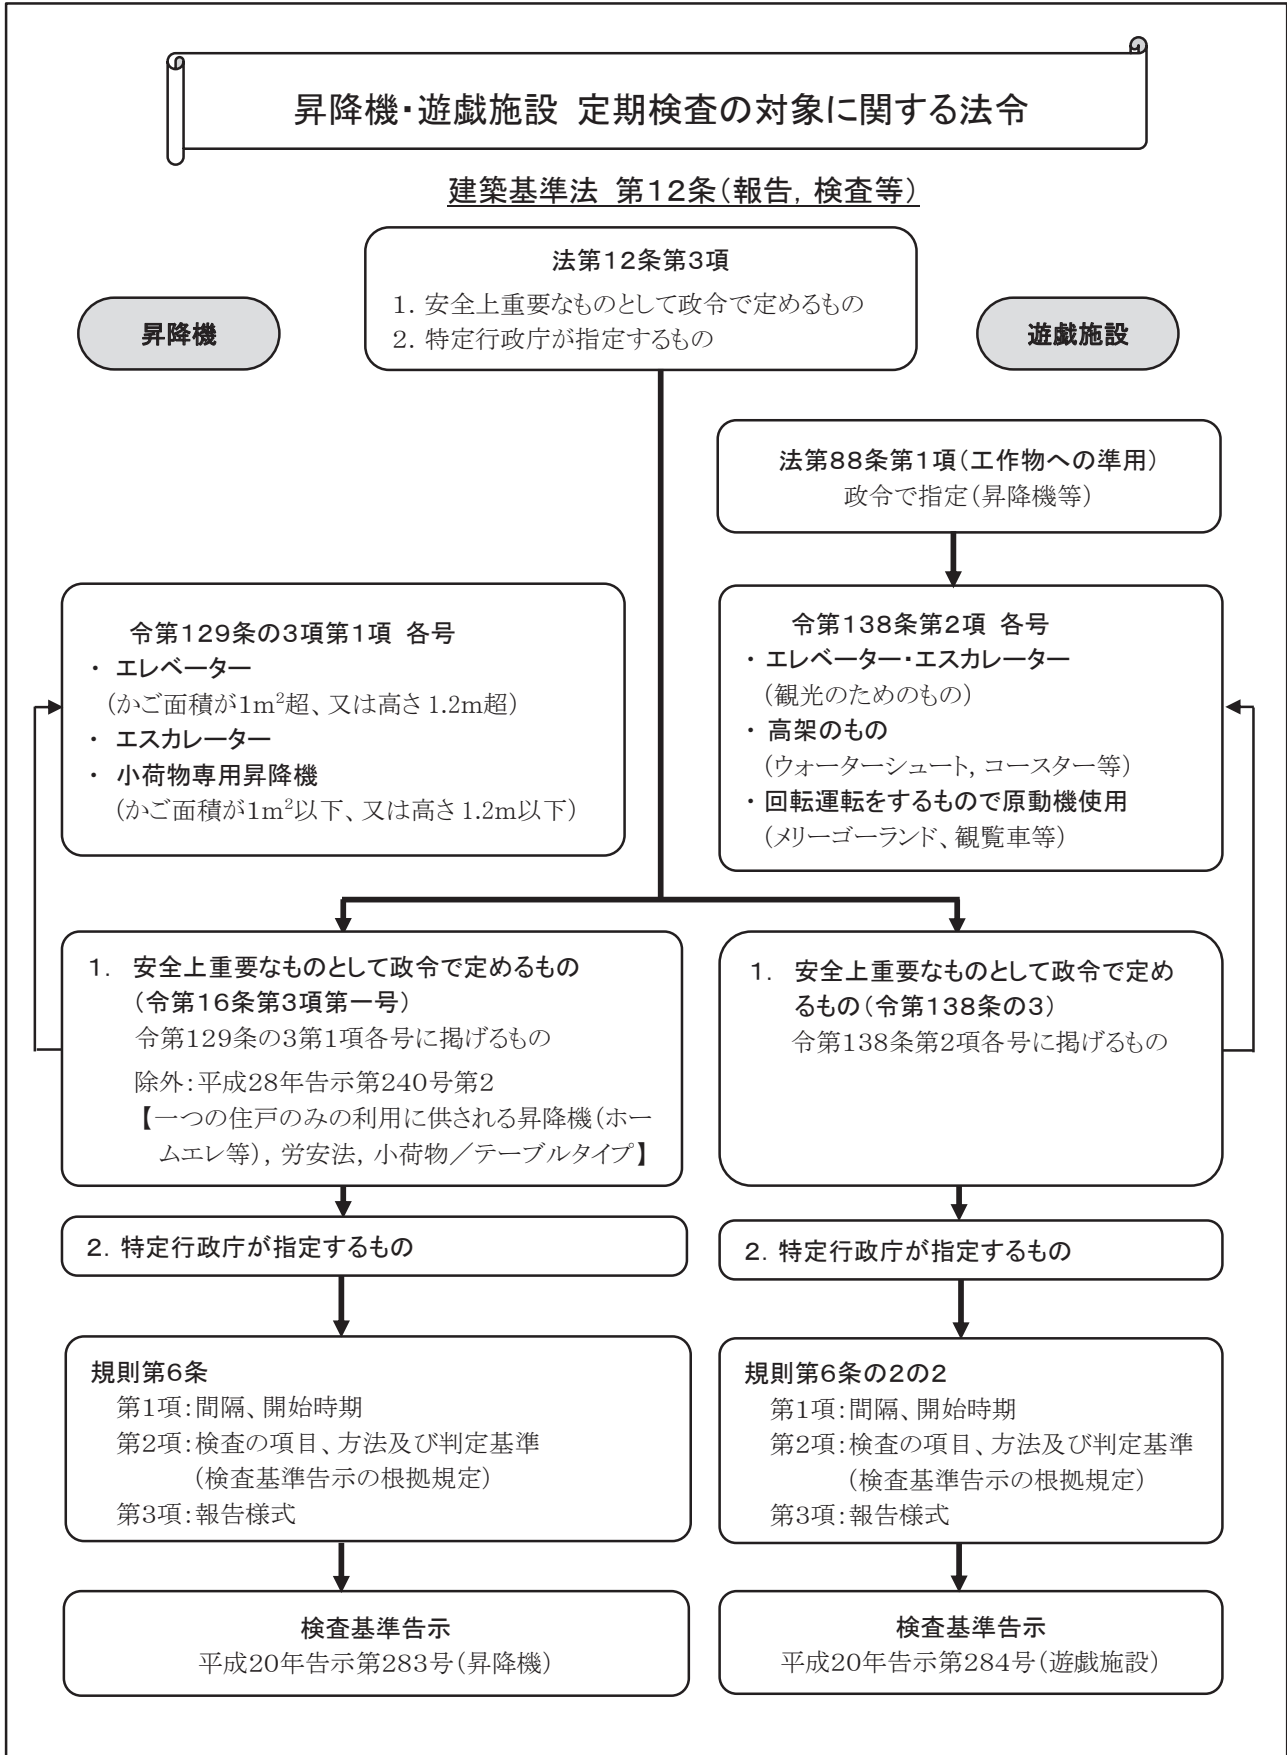 昇降機・遊戯施設 定期検査の対象に関する法令
建築基準法 第12条(報告, 検査等)
法第12条第3項
1. 安全上重要なものとして政令で定めるもの
2. 特定行政庁が指定するもの
昇降機
遊戯施設
法第88条第1項(工作物への準用)
政令で指定(昇降機等)
令第129条の3項第1項 各号
・ エレベーター
(かご面積が1m²超、又は高さ1.2m超)
・ エスカレーター
・ 小荷物専用昇降機
(かご面積が1m²以下、又は高さ1.2m以下)
令第138条第2項 各号
・ エレベーター・エスカレーター
(観光のためのもの)
・ 高架のもの
(ウォーターシュート, コースター等)
・ 回転運転をするもので原動機使用
(メリーゴーランド、観覧車等)
1. 安全上重要なものとして政令で定めるもの
(令第16条第3項第一号)
令第129条の3第1項各号に掲げるもの
除外:平成28年告示第240号第2
【一つの住戸のみの利用に供される昇降機(ホー
ムエレ等), 労安法, 小荷物/テーブルタイプ】
1. 安全上重要なものとして政令で定め
るもの(令第138条の3)
令第138条第2項各号に掲げるもの
2. 特定行政庁が指定するもの
2. 特定行政庁が指定するもの
規則第6条
第1項:間隔、開始時期
第2項:検査の項目、方法及び判定基準
(検査基準告示の根拠規定)
第3項:報告様式
規則第6条の2の2
第1項:間隔、開始時期
第2項:検査の項目、方法及び判定基準
(検査基準告示の根拠規定)
第3項:報告様式
検査基準告示
平成20年告示第283号(昇降機)
検査基準告示
平成20年告示第284号(遊戯施設)